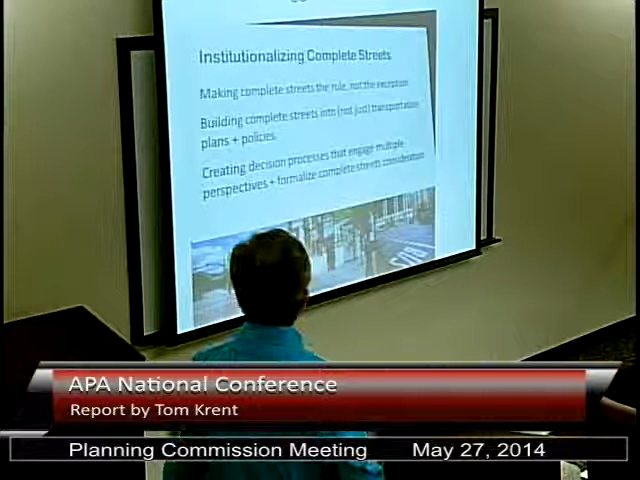 Institutionalizing Complete Streets
Making complete streets the rule, not the exception
Building complete streets into (not just) transportation
plans + policies.
Creating decision processes that engage multiple
perspectives + formalize complete streets consideration
APA National Conference
Report by Tom Krent
Planning Commission Meeting May 27, 2014